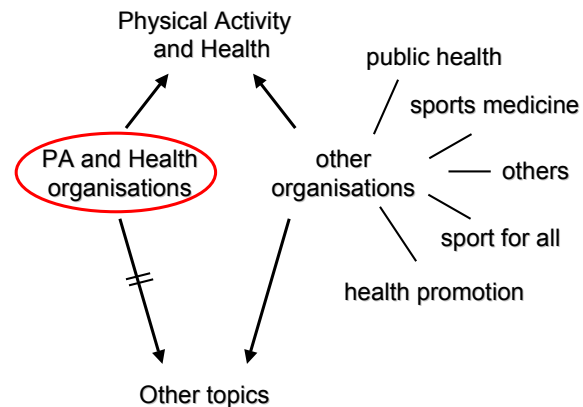 Physical Activity
and Health
public health
sports medicine
PA and Health
organisations
other
organisations
others
sport for all
health promotion
Other topics